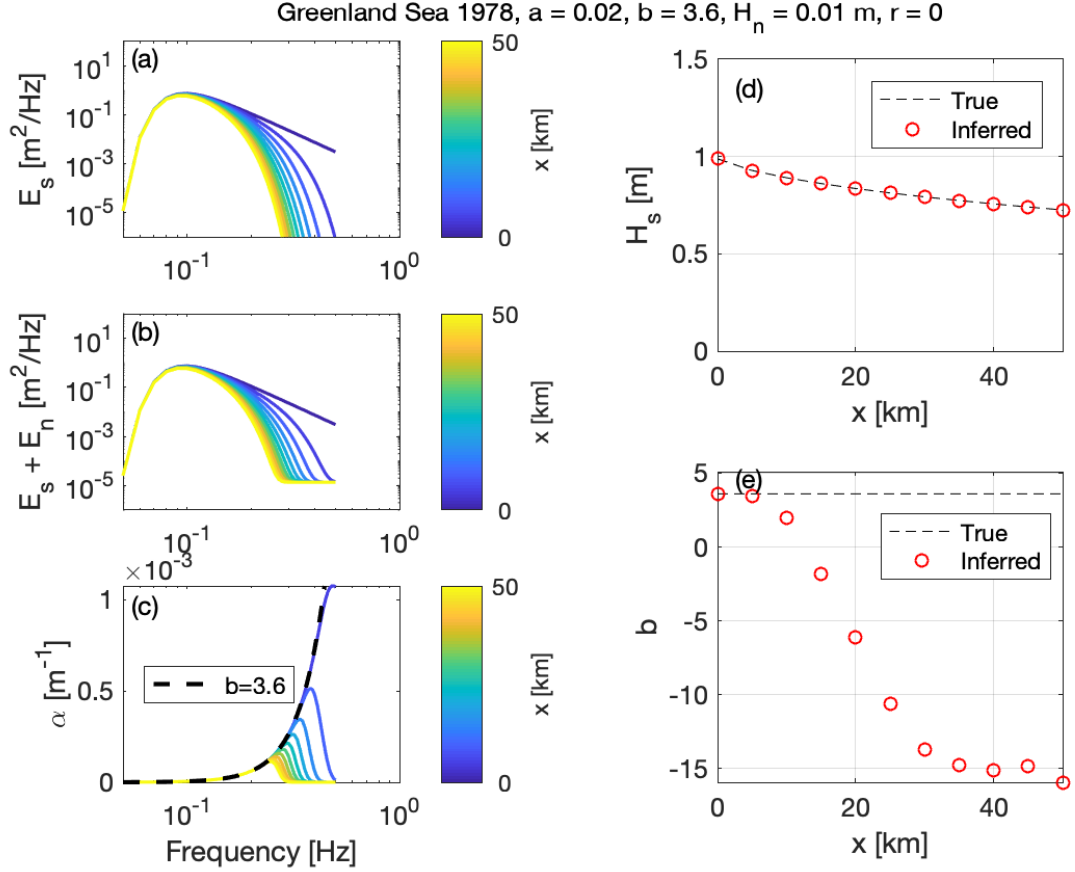 Greenland Sea 1978, a = 0.02, b = 3.6, H_n = 0.01 m, r = 0
(a)
E_s [m^2/Hz]
10^1
10^-1
10^-3
10^-5
10^-1
10^0
50
0
x [km]
(b)
E_s + E_n [m^2/Hz]
10^1
10^-1
10^-3
10^-5
10^-1
10^0
50
0
x [km]
×10^-3
(c)
α [m^-1]
1
0.5
0
b=3.6
10^-1
10^0
Frequency [Hz]
50
0
x [km]
(d)
H_s [m]
1.5
1
0.5
0
True
Inferred
0
20
40
x [km]
(e)
b
5
0
-5
-10
-15
True
Inferred
0
20
40
x [km]